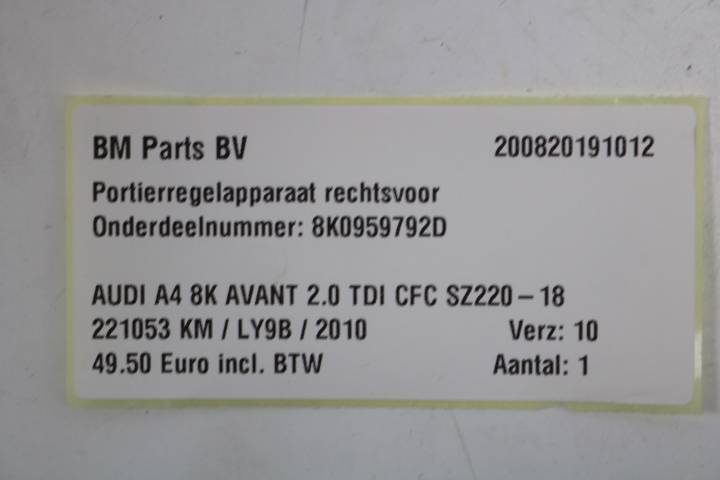 BM Parts BV 200820191012
Portierregelapparaat rechtsvoor
Onderdeelnummer: 8K0959792D
AUDI A4 8K AVANT 2.0 TDI CFC SZ220-18
221053 KM / LY9B / 2010 Verz: 10
49.50 Euro incl. BTW Aantal: 1